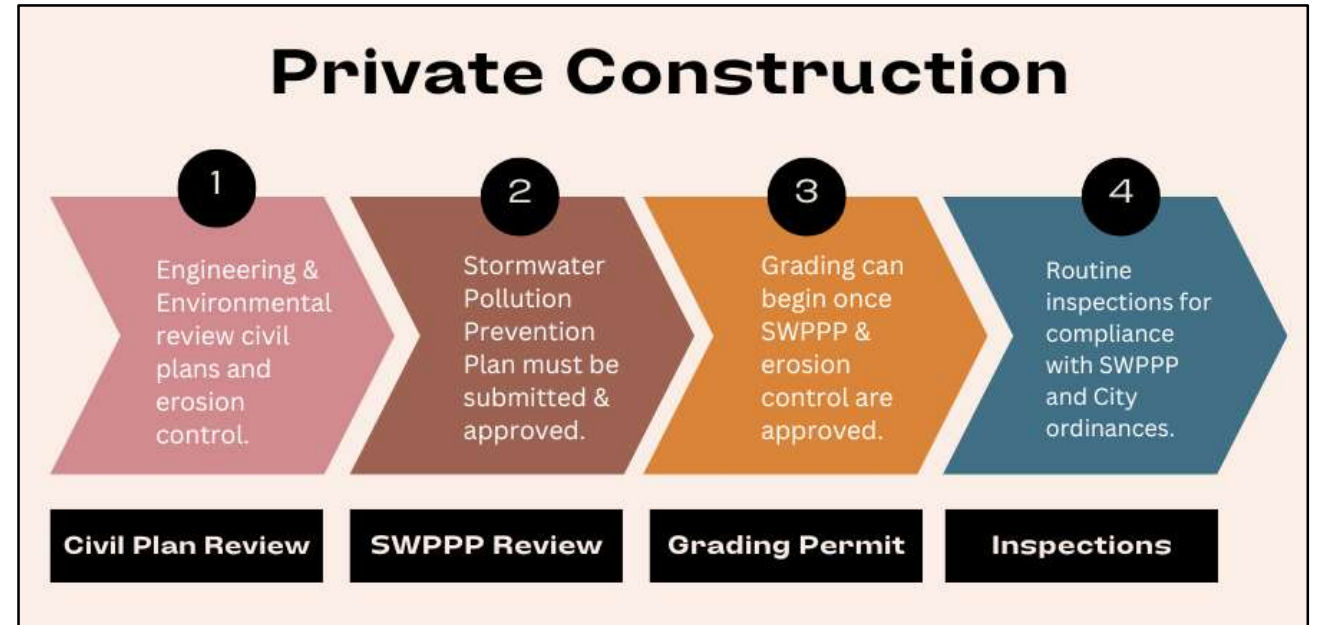 Private Construction
1
Engineering &
Environmental
review civil
plans and
erosion
control.
Civil Plan Review
2
Stormwater
Pollution
Prevention
Plan must be
submitted &
approved.
SWPPP Review
3
Grading can
begin once
SWPPP &
erosion
control are
approved.
Grading Permit
4
Routine
inspections for
compliance
with SWPPP
and City
ordinances.
Inspections